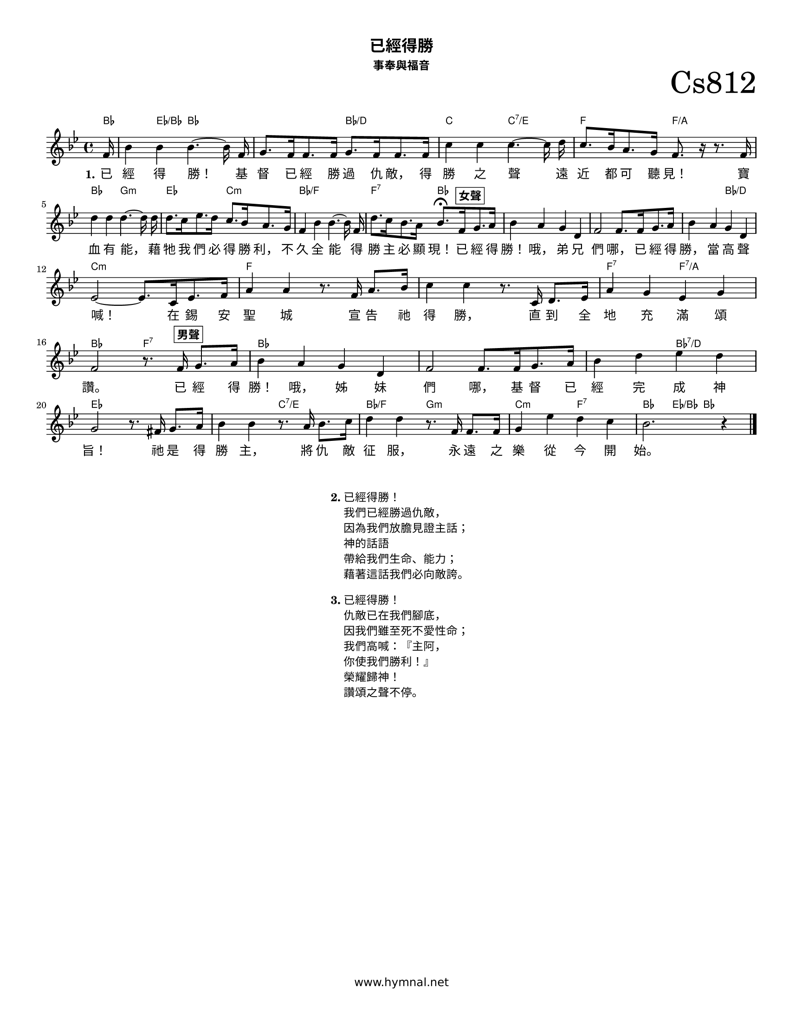 已經得勝
事奉與福音
Cs812
B♭ E♭/B♭ B♭ B♭/D C C7/E F F/A
1. 已 經 得 勝！ 基 督 已經 勝過 仇敵，得 勝 之 聲 遠 近 都可 聽見！ 寶
5
B♭ Gm E♭ Cm B♭/F F7 B♭ 女聲 B♭/D
血有 能，藉牠我們必得勝利，不久全能 得勝主必顯現！已經得勝！哦，弟兄 們哪，已經得勝，當高聲
12
Cm F F7 F7/A
喊！ 在錫 安 聖 城 宣告 祂 得 勝， 直到 全 地 充 滿 頌
16
B♭ F7 男聲 B♭ B♭7/D
讚。 已經 得勝！哦， 姊 妹 們 哪， 基督 已 經 完 成 神
20
E♭ C7/E B♭/F Gm Cm F7 B♭ E♭/B♭ B♭
旨！ 祂是 得 勝 主， 將仇 敵 征 服， 永遠 之 樂 從 今 開 始。
2. 已經得勝！
我們已經勝過仇敵，
因為我們放膽見證主話；
神的話語
帶給我們生命、能力；
藉著這話我們必向敵誇。
3. 已經得勝！
仇敵已在我們腳底，
因我們雖至死不愛性命；
我們高喊：『主阿，
你使我們勝利！』
榮耀歸神！
讚頌之聲不停。
www.hymnal.net